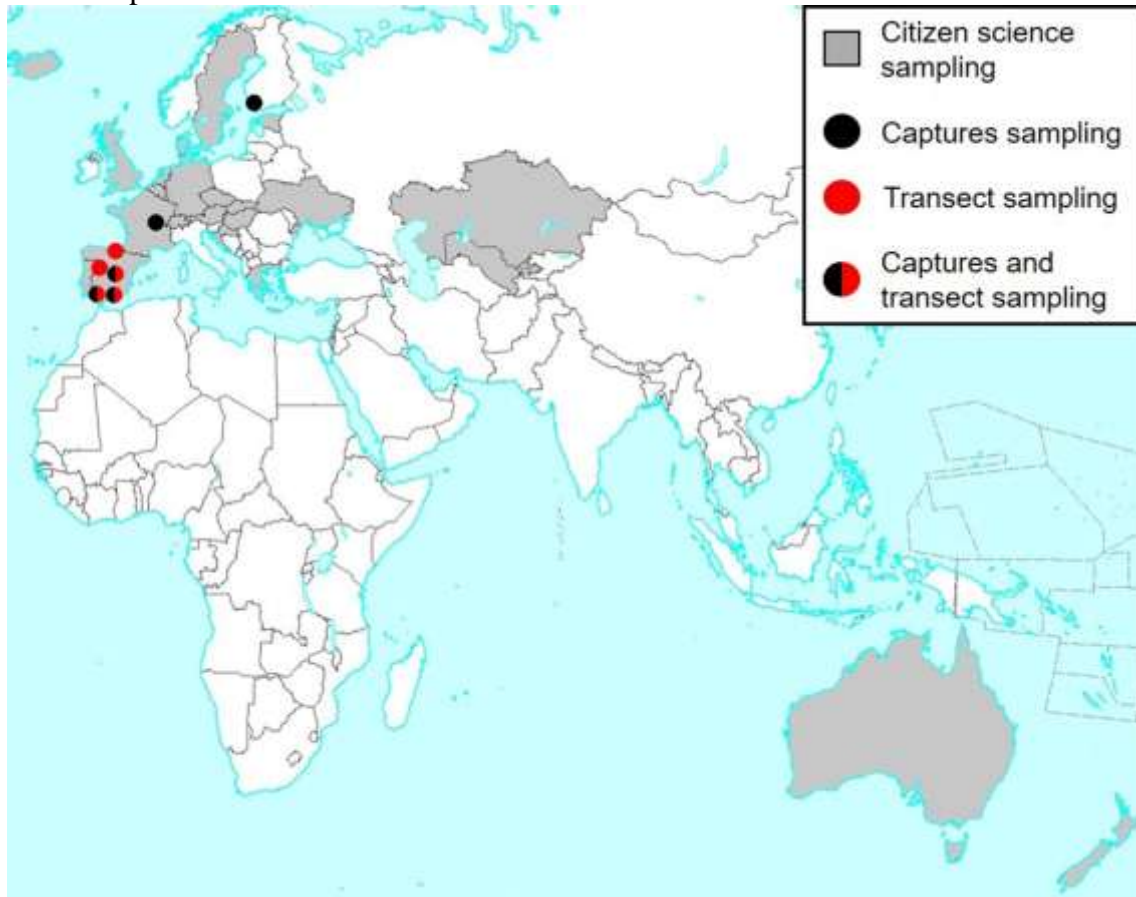 Citizen science
sampling
Captures sampling
Transect sampling
Captures and
transect sampling